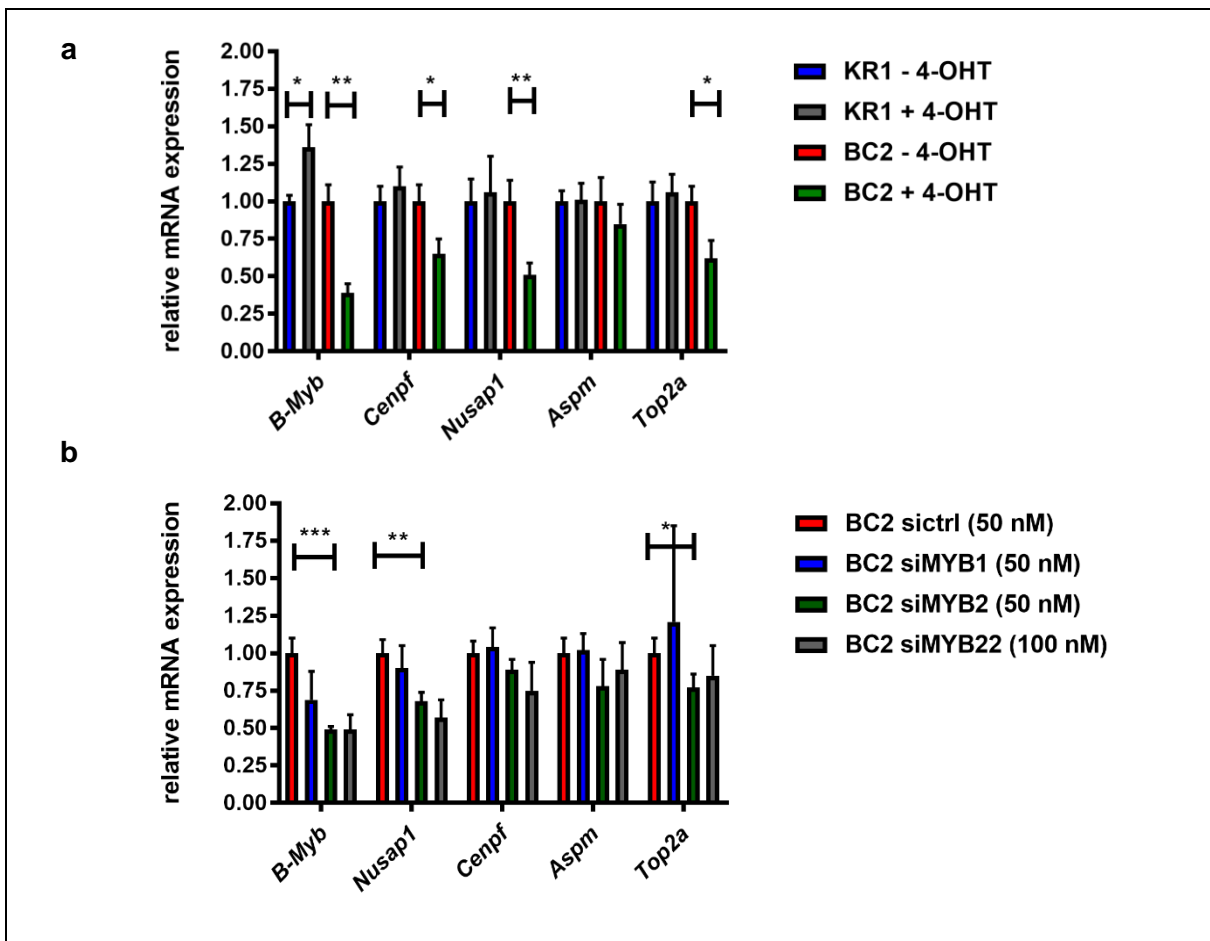 a
relative mRNA expression
2.00
1.75
1.50
1.25
1.00
0.75
0.50
0.25
0.00
* ** * ** *
B-Myb Cenpf Nusap1 Aspm Top2a
KR1 - 4-OHT
KR1 + 4-OHT
BC2 - 4-OHT
BC2 + 4-OHT
b
relative mRNA expression
2.00
1.75
1.50
1.25
1.00
0.75
0.50
0.25
0.00
*** ** *
B-Myb Nusap1 Cenpf Aspm Top2a
BC2 sictrl (50 nM)
BC2 siMYB1 (50 nM)
BC2 siMYB2 (50 nM)
BC2 siMYB22 (100 nM)